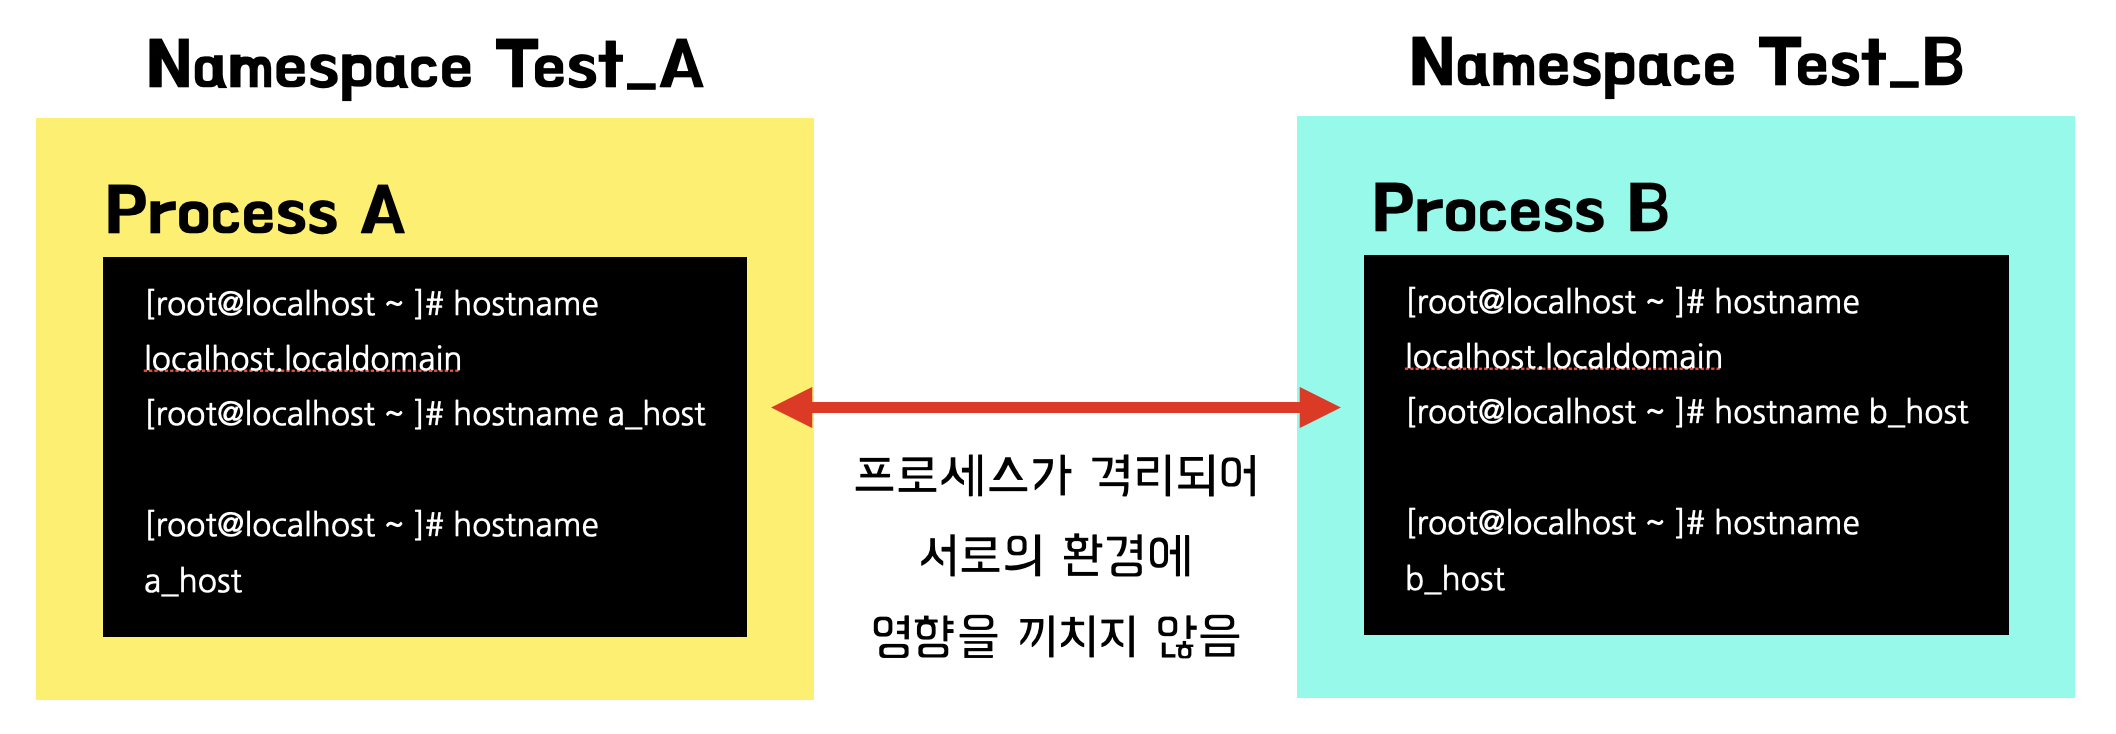 Namespace Test_A
Process A
[root@localhost ~ ]# hostname
localhost.localdomain
[root@localhost ~ ]# hostname a_host
[root@localhost ~ ]# hostname
a_host
프로세스가 격리되어
서로의 환경에
영향을 끼치지 않음
Namespace Test_B
Process B
[root@localhost ~ ]# hostname
localhost.localdomain
[root@localhost ~ ]# hostname b_host
[root@localhost ~ ]# hostname
b_host